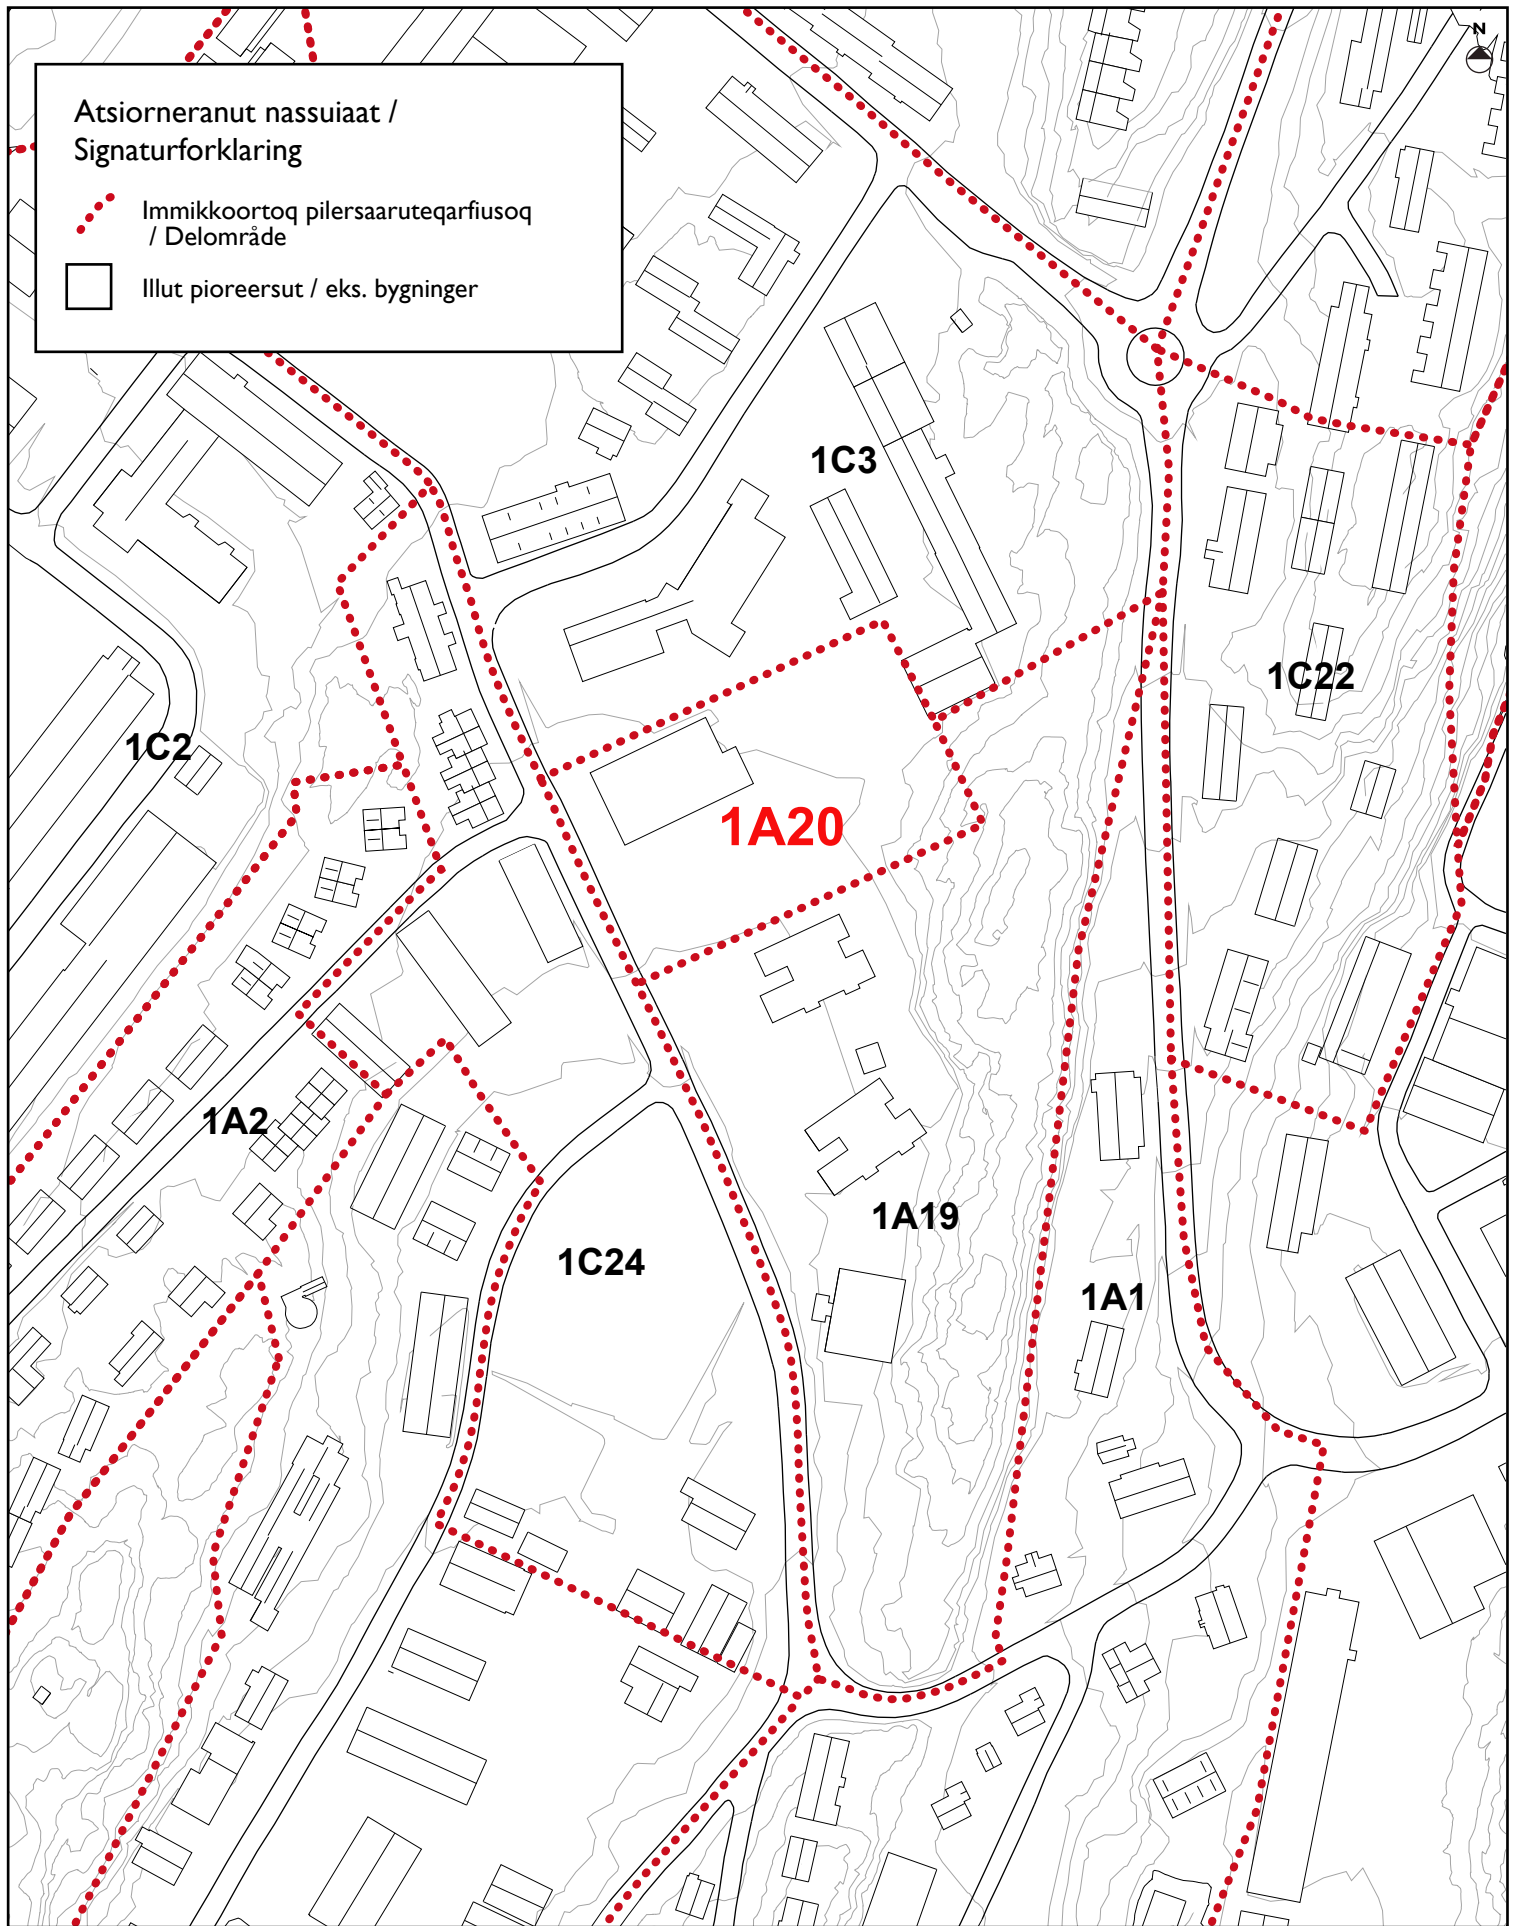 N
Atsiorneranut nassuiaat /
Signaturforklaring
Immikkoortoq pilersaaruteqarfiusoq
/ Delområde
Illut pioreersut / eks. bygninger
1C3
1C22
1C2
1A20
1A2
1A19
1C24
1A1